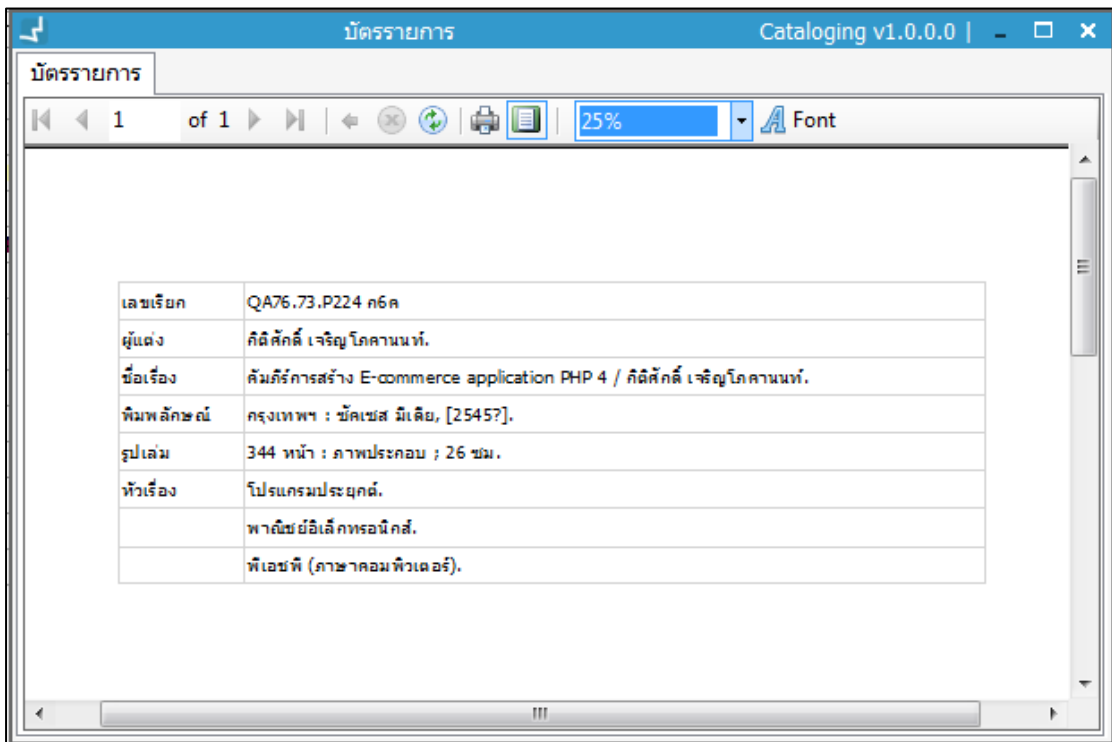 บัตรรายการ Cataloging v1.0.0.0 |
บัตรรายการ
1 of 1 25% Font
เลขเรียก QA76.73.P224 ก6ค
ผู้แต่ง กิติศักดิ์ เจริญโภคานนท์.
ชื่อเรื่อง คัมภีร์การสร้าง E-commerce application PHP 4 / กิติศักดิ์ เจริญโภคานนท์.
พิมพลักษณ์ กรุงเทพฯ : ซัคเซส มีเดีย, [2545?].
รูปเล่ม 344 หน้า : ภาพประกอบ ; 26 ซม.
หัวเรื่อง โปรแกรมประยุกต์.
พาณิชย์อิเล็กทรอนิกส์.
พีเอชพี (ภาษาคอมพิวเตอร์).